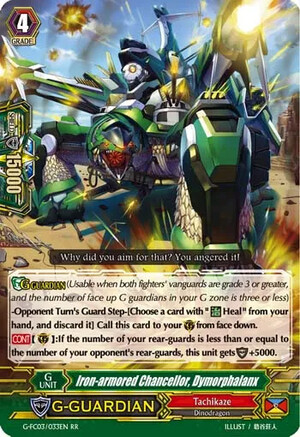 4
GRADE
15000
SHIELD
Why did you aim for that? You angered it!
G GUARDIAN (Usable when both fighters' vanguards are grade 3 or greater,
and the number of face up G guardians in your G zone is three or less)
-Opponent Turn's Guard Step-[Choose a card with " Heal" from
your hand, and discard it] Call this card to your from face down.
CONT : If the number of your rear-guards is less than or equal to
the number of your opponent's rear-guards, this unit gets +5000.
G
UNIT
Iron-armored Chancellor, Dymorphalanx
G-GUARDIAN
Tachikaze
Dinodragon
G-FC03/033EN RR
ILLUST /